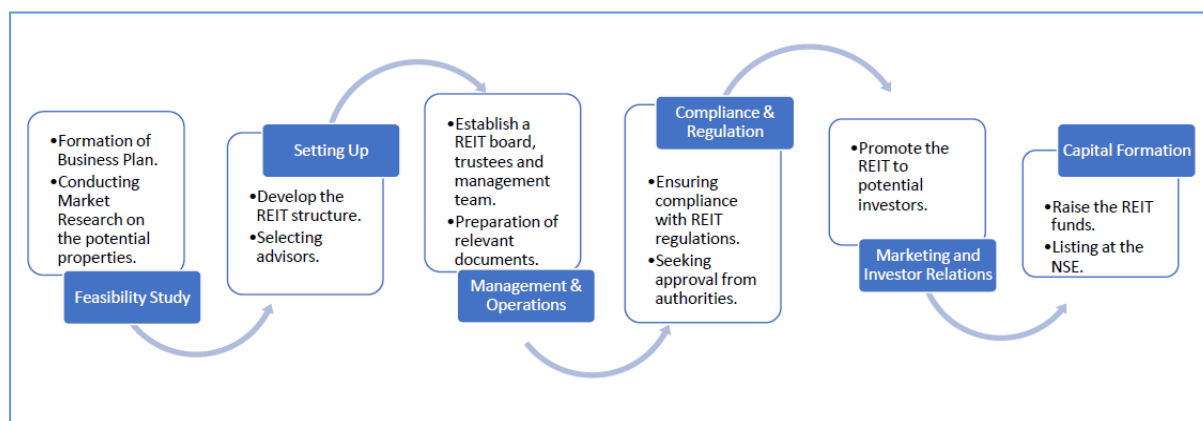 •Formation of
Business Plan.
•Conducting
Market
Research on
the potential
properties.
Feasibility Study
Setting Up
•Develop the
REIT structure.
•Selecting
advisors.
•Establish a
REIT board,
trustees and
management
team.
•Preparation of
relevant
documents.
Management &
Operations
Compliance &
Regulation
•Ensuring
compliance
with REIT
regulations.
•Seeking
approval from
authorities.
•Promote the
REIT to
potential
investors.
Marketing and
Investor Relations
Capital Formation
•Raise the REIT
funds.
•Listing at the
NSE.